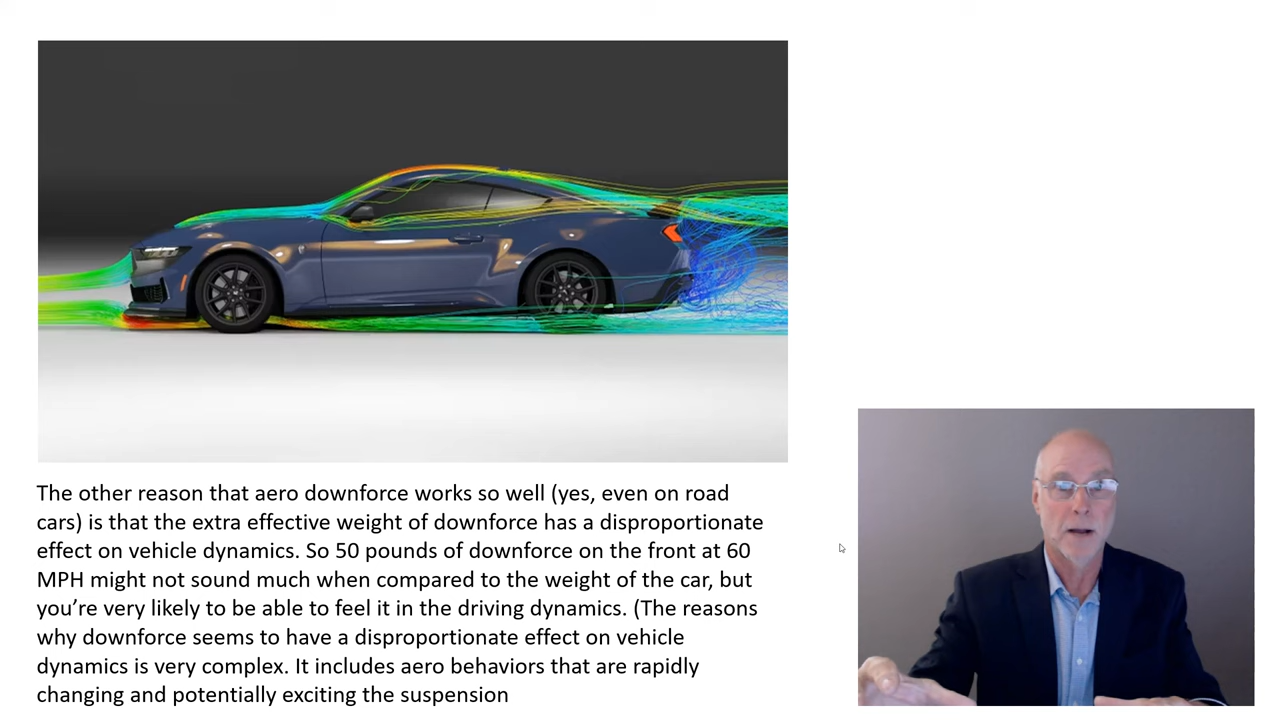 The other reason that aero downforce works so well (yes, even on road
cars) is that the extra effective weight of downforce has a disproportionate
effect on vehicle dynamics. So 50 pounds of downforce on the front at 60
MPH might not sound much when compared to the weight of the car, but
you’re very likely to be able to feel it in the driving dynamics. (The reasons
why downforce seems to have a disproportionate effect on vehicle
dynamics is very complex. It includes aero behaviors that are rapidly
changing and potentially exciting the suspension